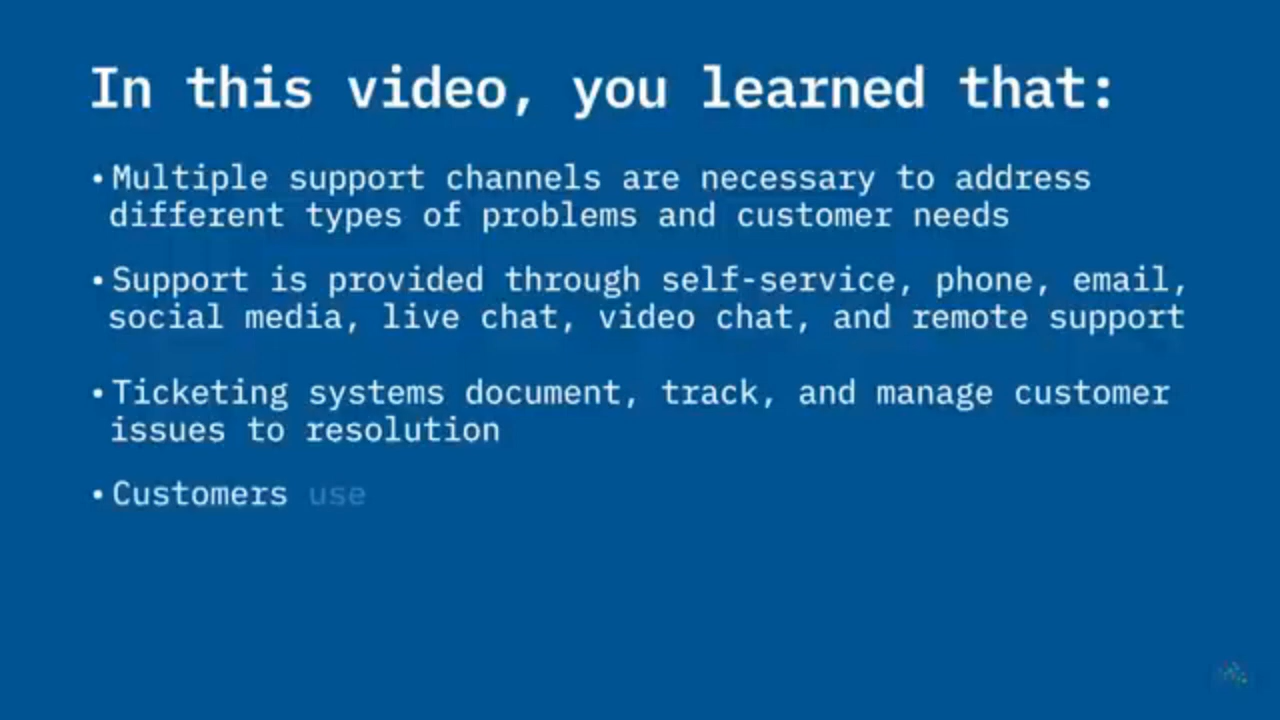 In this video, you learned that:
• Multiple support channels are necessary to address
different types of problems and customer needs
• Support is provided through self-service, phone, email,
social media, live chat, video chat, and remote support
• Ticketing systems document, track, and manage customer
issues to resolution
• Customers use